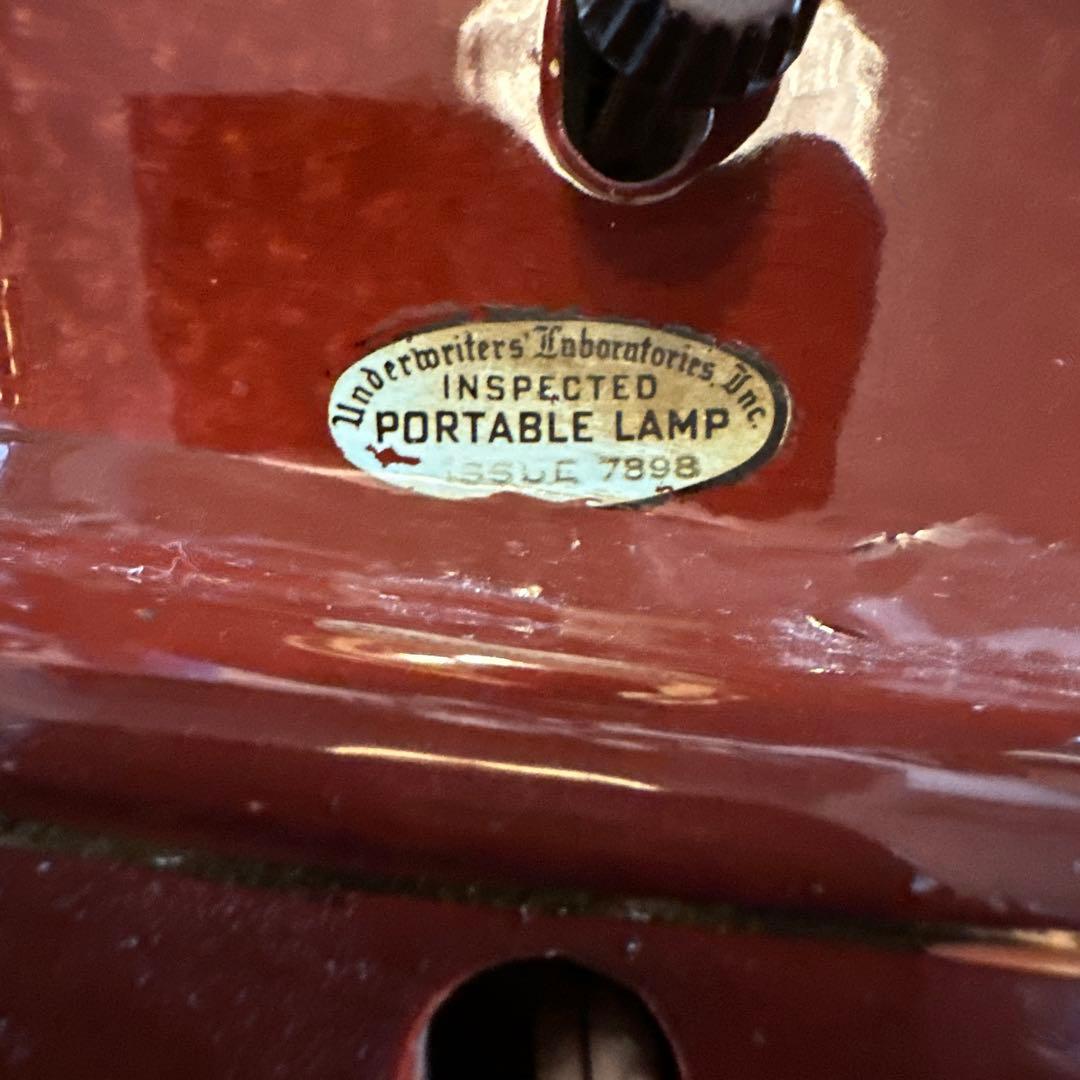 Underwriters' Laboratories, Inc.
INSPECTED
PORTABLE LAMP
ISSUE 7898